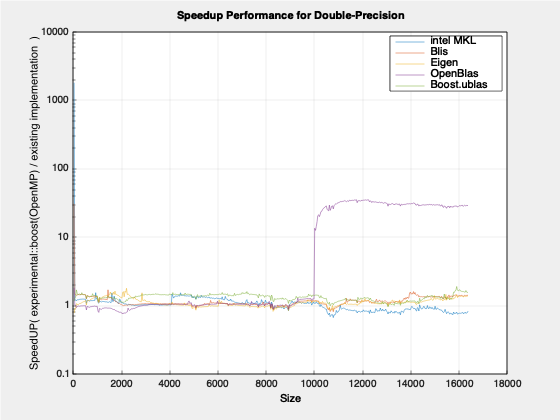 Speedup Performance for Double-Precision
10000
1000
100
10
1
0.1
SpeedUP( experimental::boost(OpenMP) / existing implementation )
intel MKL
Blis
Eigen
OpenBlas
Boost.ublas
0 2000 4000 6000 8000 10000 12000 14000 16000 18000
Size